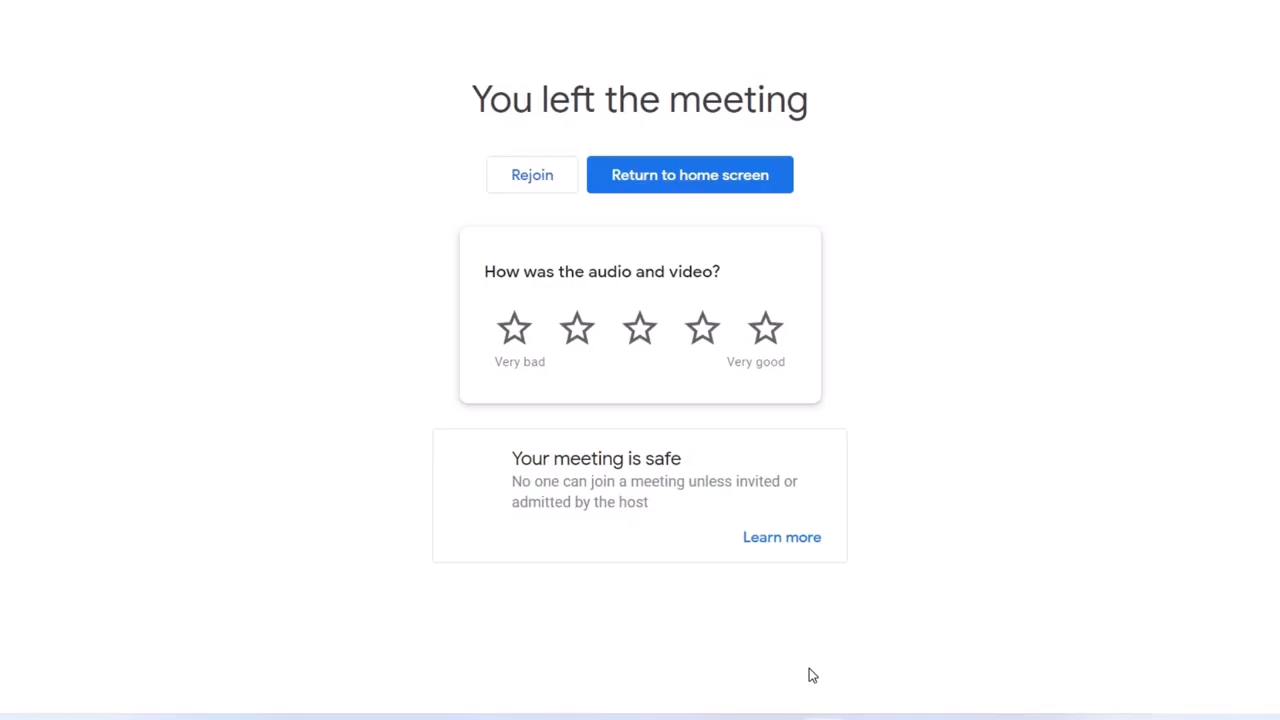 You left the meeting
Rejoin
Return to home screen
How was the audio and video?
Very bad
Very good
Your meeting is safe
No one can join a meeting unless invited or
admitted by the host
Learn more